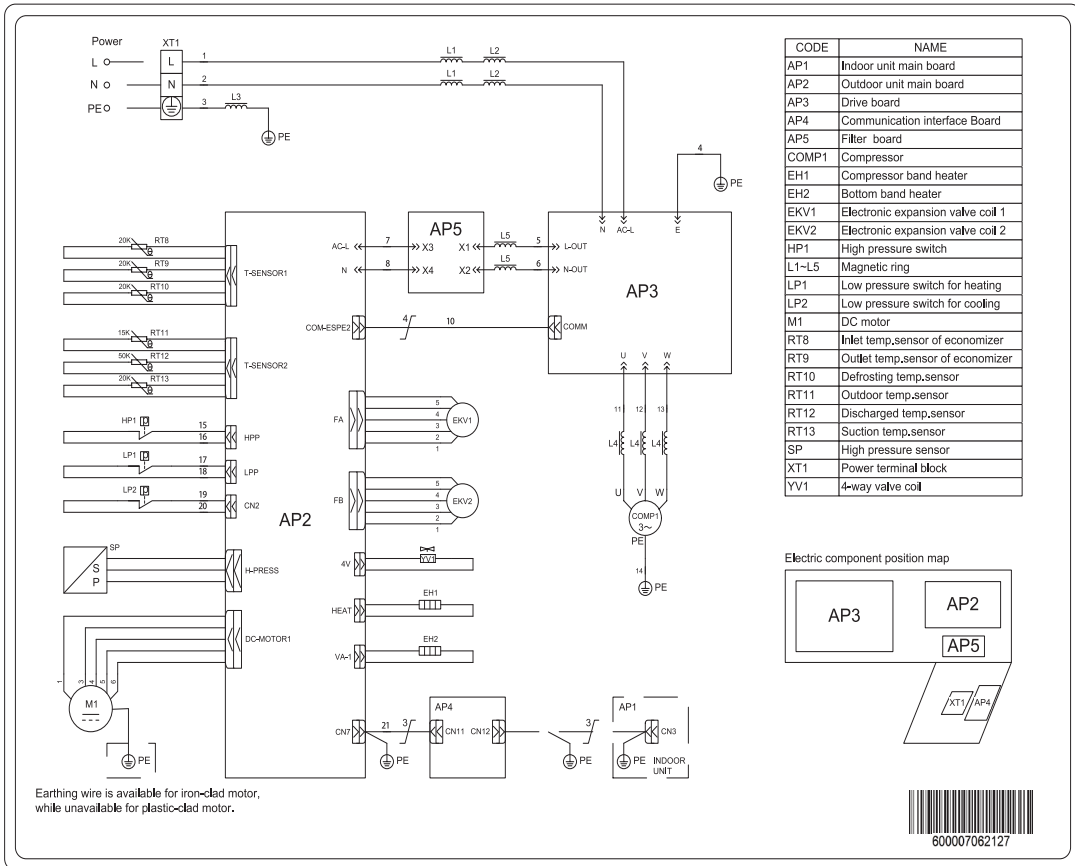 Power
XT1
L
N
PE
L
N
1
2
3
L1
L2
L1
L2
L3
PE
4
PE
N
AC-L
E
AP5
AC-L
7
X3
X1
L5
5
L-OUT
N
8
X4
X2
L5
6
N-OUT
AP3
COM-ESPE2
4
10
COMM
U
V
W
11
12
13
L4
L4
L4
U
V
W
COMP1
3~
PE
14
PE
20K
RT8
20K
RT9
T-SENSOR1
20K
RT10
15K
RT11
50K
RT12
T-SENSOR2
20K
RT13
HP1
P
15
16
HPP
LP1
P
17
18
LPP
LP2
P
19
20
CN2
AP2
SP
S
P
H-PRESS
DC-MOTOR1
1
3
4
5
6
M1
PE
FA
5
4
3
2
1
EKV1
FB
5
4
3
2
1
EKV2
4V
YV1
HEAT
EH1
VA-1
EH2
CN7
21
3
PE
AP4
CN11
CN12
PE
3
AP1
CN3
PE
INDOOR
UNIT
Earthing wire is available for iron-clad motor,
while unavailable for plastic-clad motor.
CODE NAME
AP1 Indoor unit main board
AP2 Outdoor unit main board
AP3 Drive board
AP4 Communication interface Board
AP5 Filter board
COMP1 Compressor
EH1 Compressor band heater
EH2 Bottom band heater
EKV1 Electronic expansion valve coil 1
EKV2 Electronic expansion valve coil 2
HP1 High pressure switch
L1~L5 Magnetic ring
LP1 Low pressure switch for heating
LP2 Low pressure switch for cooling
M1 DC motor
RT8 Inlet temp.sensor of economizer
RT9 Outlet temp.sensor of economizer
RT10 Defrosting temp.sensor
RT11 Outdoor temp.sensor
RT12 Discharged temp.sensor
RT13 Suction temp.sensor
SP High pressure sensor
XT1 Power terminal block
YV1 4-way valve coil
Electric component position map
AP3
AP2
AP5
XT1
AP4
600007062127